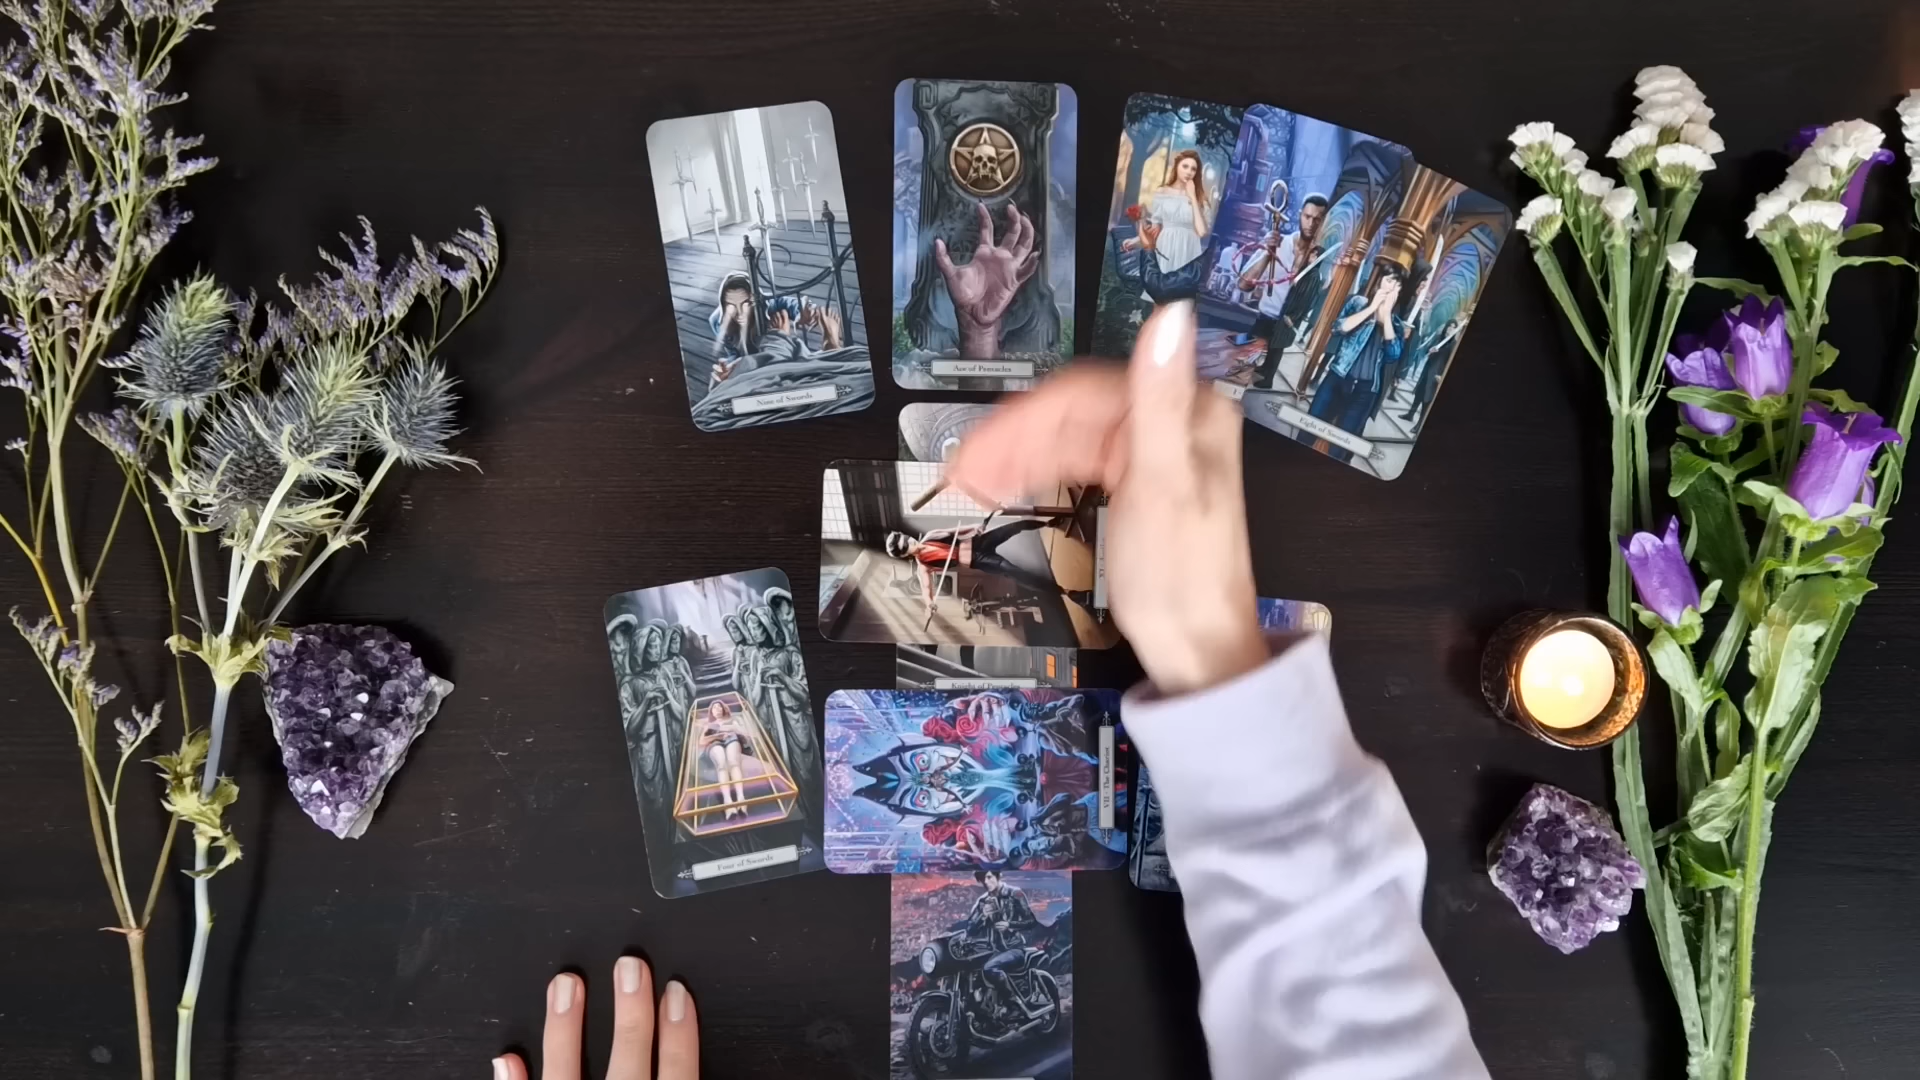 Nine of Swords
Ace of Pentacles
I
Eight of Swords
Knight of Pentacles
Four of Swords
VII - The Chariot